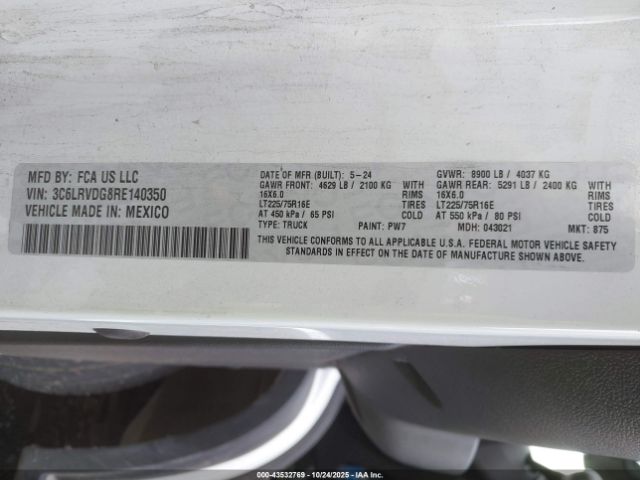 MFD BY: FCA US LLC
VIN: 3C6LRVDG8RE140350
VEHICLE MADE IN: MEXICO
DATE OF MFR (BUILT): 5-24 GVWR: 8900 LB / 4037 KG
GAWR FRONT: 4629 LB / 2100 KG WITH GAWR REAR: 5291 LB / 2400 KG WITH
16X6.0 RIMS 16X6.0 RIMS
LT225/75R16E TIRES LT225/75R16E TIRES
AT 450 kPa / 65 PSI COLD AT 550 kPa / 80 PSI COLD
TYPE: TRUCK PAINT: PW7 MDH: 043021 MKT: 875
THIS VEHICLE CONFORMS TO ALL APPLICABLE U.S.A. FEDERAL MOTOR VEHICLE SAFETY
STANDARDS IN EFFECT ON THE DATE OF MANUFACTURE SHOWN ABOVE.
000-43532769 - 10/24/2025 - IAA Inc.